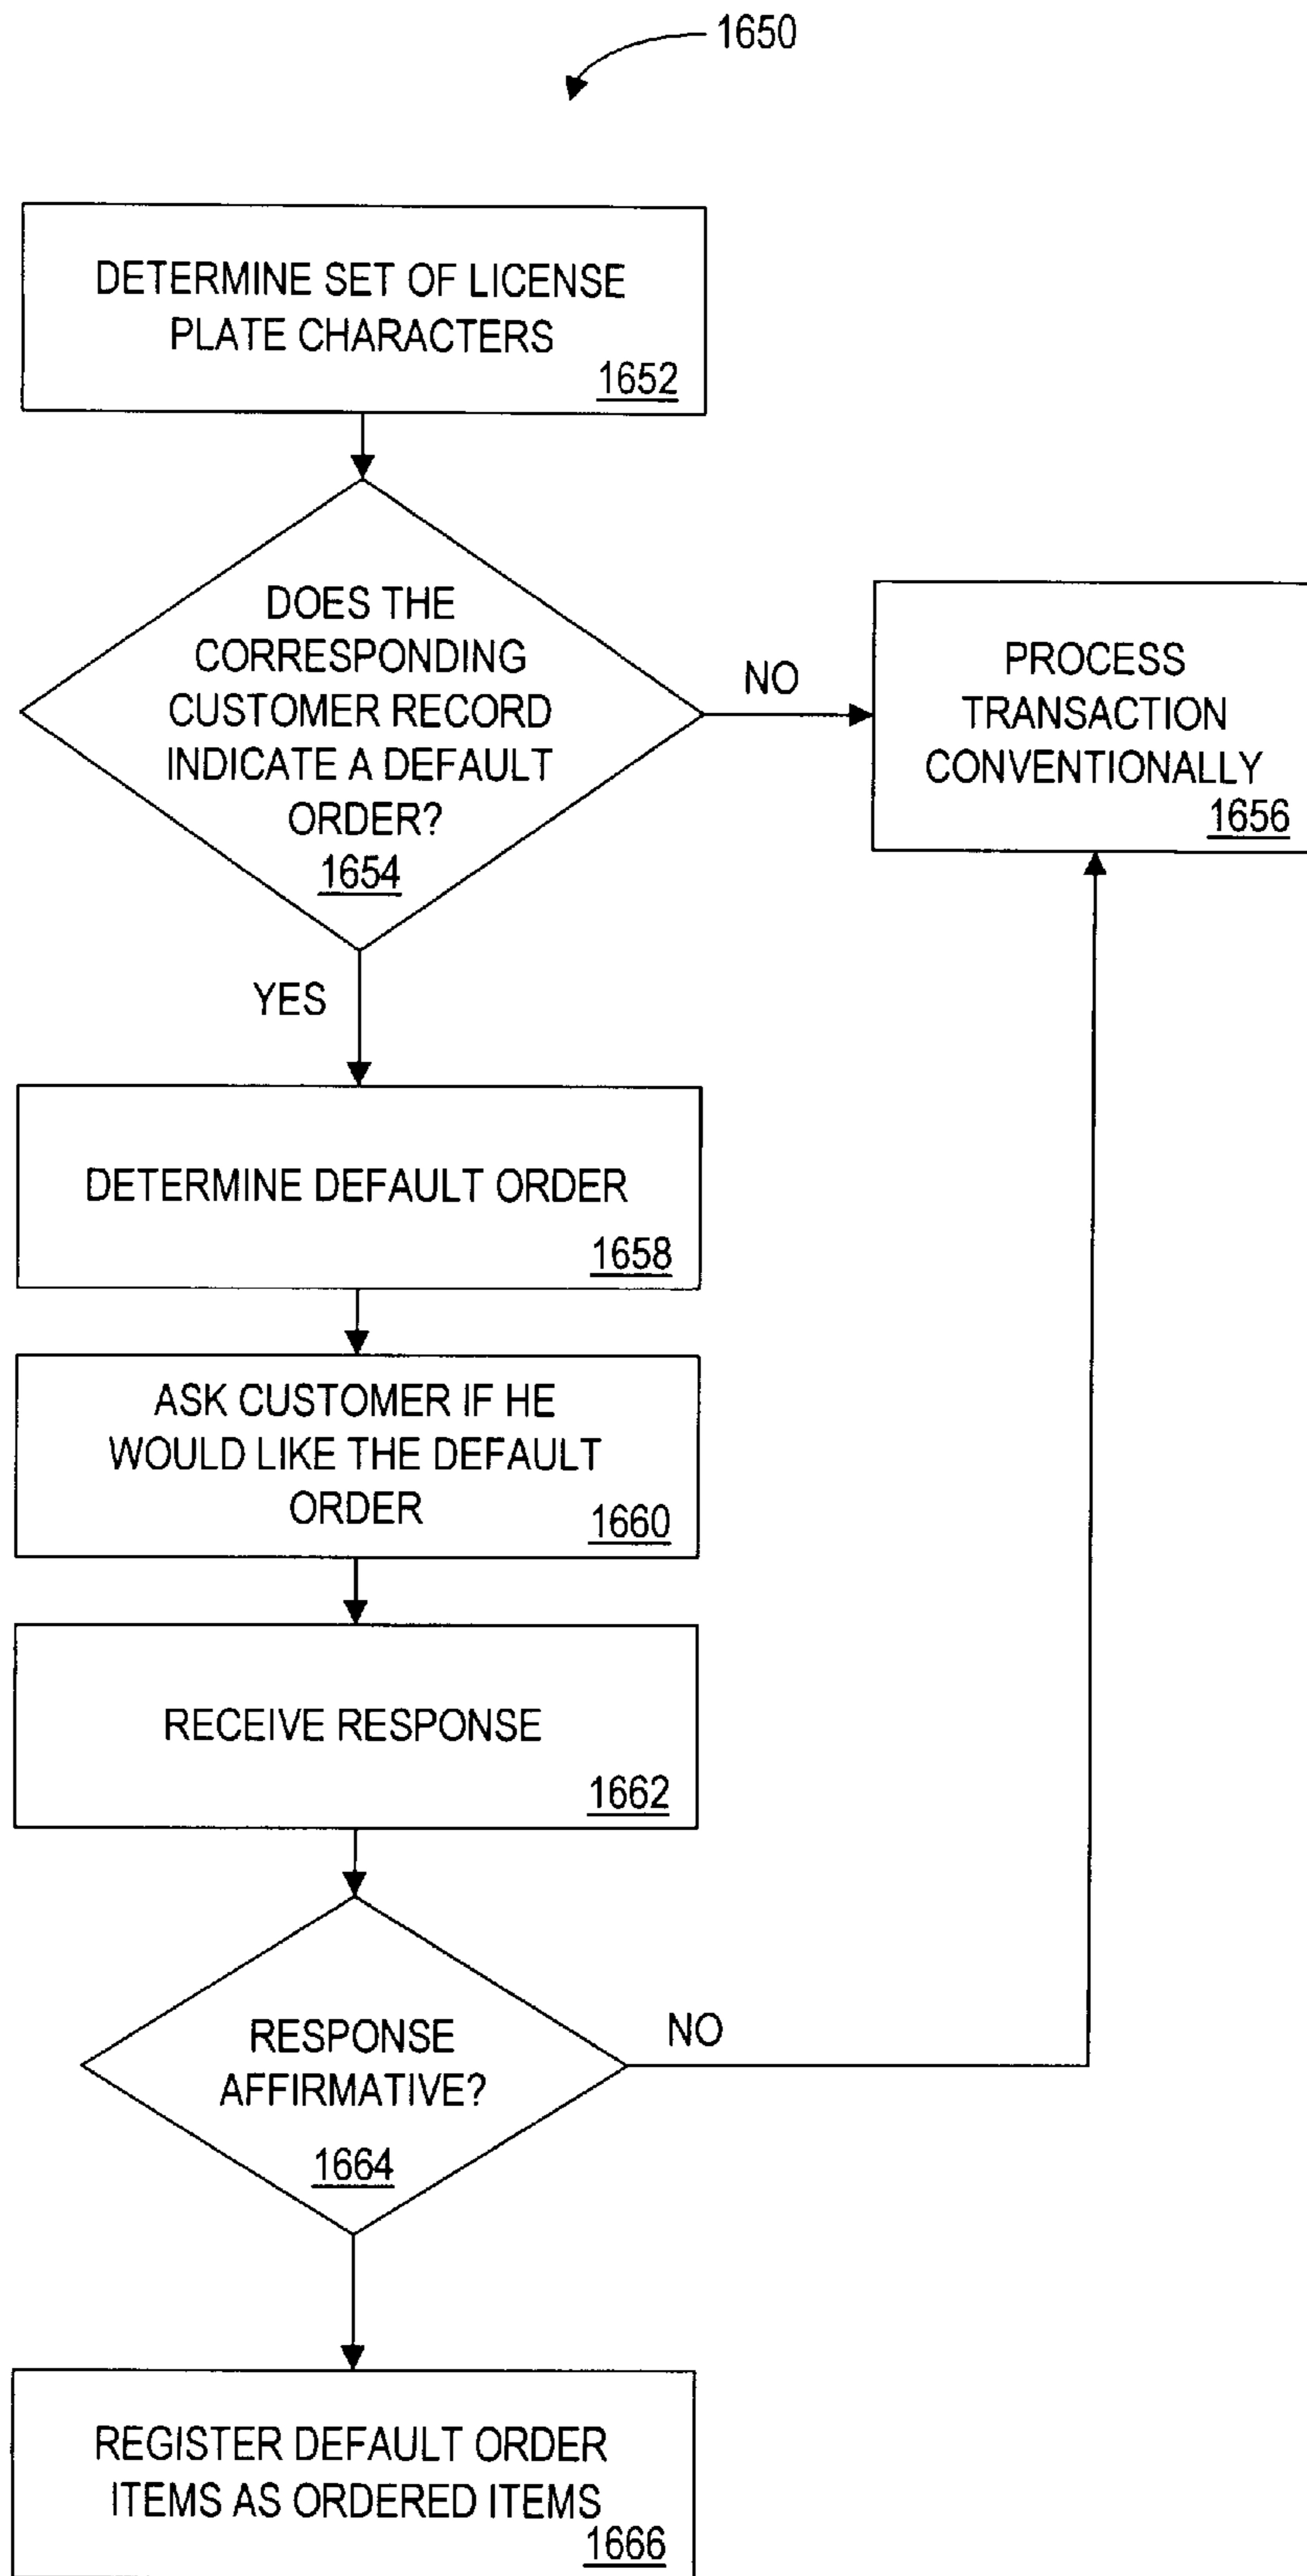 1650
DETERMINE SET OF LICENSE
PLATE CHARACTERS
1652
DOES THE
CORRESPONDING
CUSTOMER RECORD
INDICATE A DEFAULT
ORDER?
1654
NO
PROCESS
TRANSACTION
CONVENTIONALLY
1656
YES
DETERMINE DEFAULT ORDER
1658
ASK CUSTOMER IF HE
WOULD LIKE THE DEFAULT
ORDER
1660
RECEIVE RESPONSE
1662
RESPONSE
AFFIRMATIVE?
1664
NO
REGISTER DEFAULT ORDER
ITEMS AS ORDERED ITEMS
1666